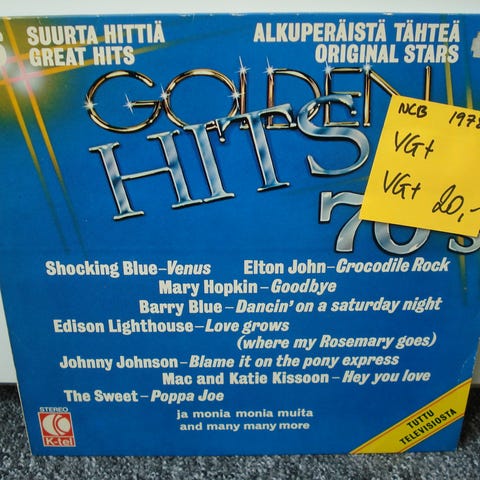 SUURTA HITTIÄ
GREAT HITS
ALKUPERÄISTÄ TÄHTEÄ
ORIGINAL STARS
GOLDEN
HITS
70's
NCB 1978
VG+
VG+ 20,-
Shocking Blue–Venus Elton John–Crocodile Rock
Mary Hopkin–Goodbye
Barry Blue–Dancin' on a saturday night
Edison Lighthouse–Love grows
(where my Rosemary goes)
Johnny Johnson–Blame it on the pony express
Mac and Katie Kissoon–Hey you love
The Sweet–Poppa Joe
ja monia monia muita
and many many more
STEREO
K-tel
TUTTU
TELEVISIOSTA